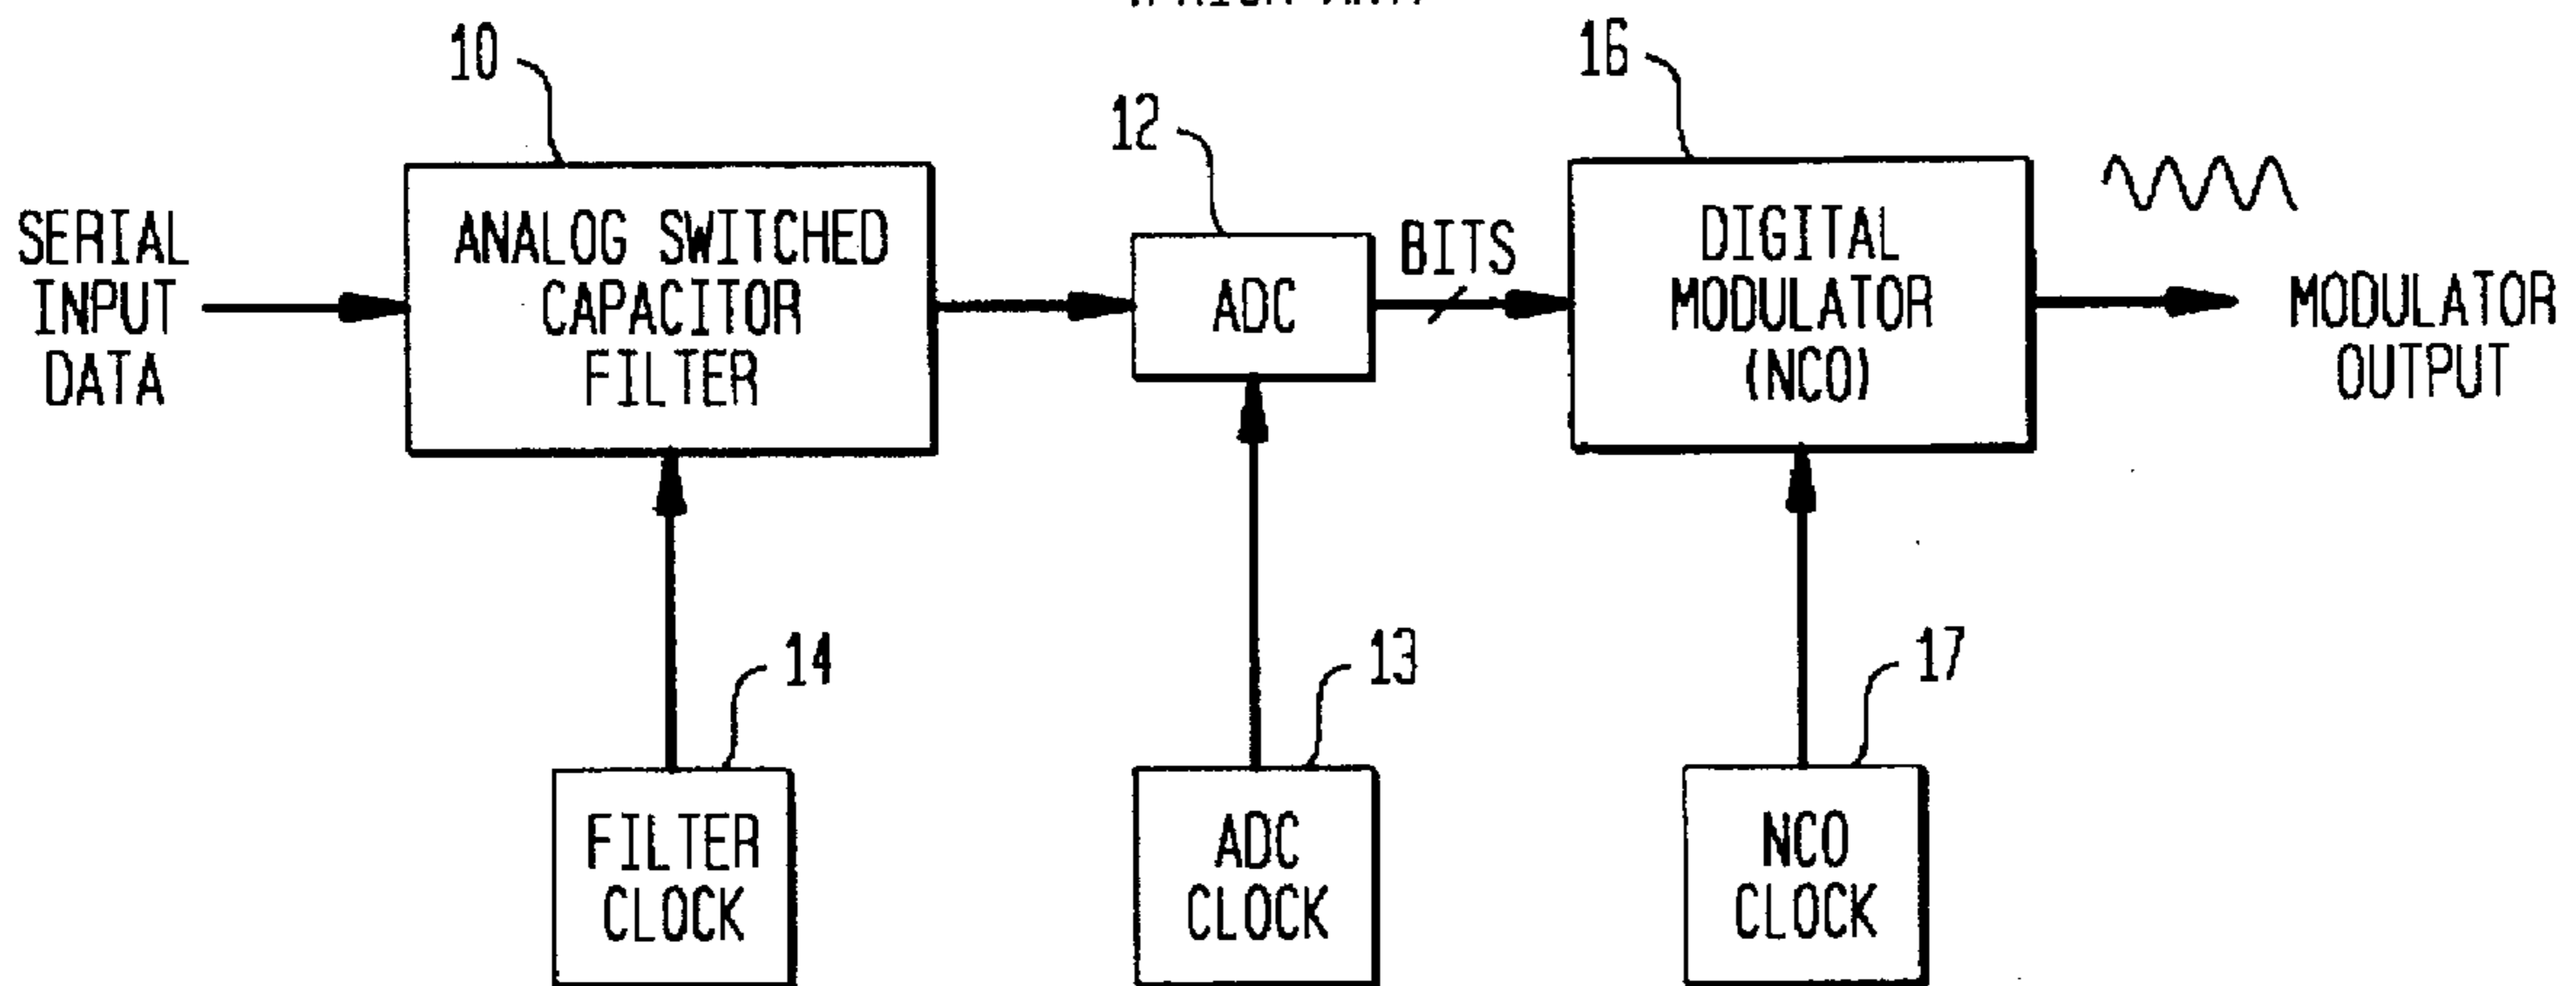 10
16
12
SERIAL
INPUT
DATA
ANALOG SWITCHED
CAPACITOR
FILTER
ADC
BITS
DIGITAL
MODULATOR
(NCO)
MODULATOR
OUTPUT
14
13
17
FILTER
CLOCK
ADC
CLOCK
NCO
CLOCK